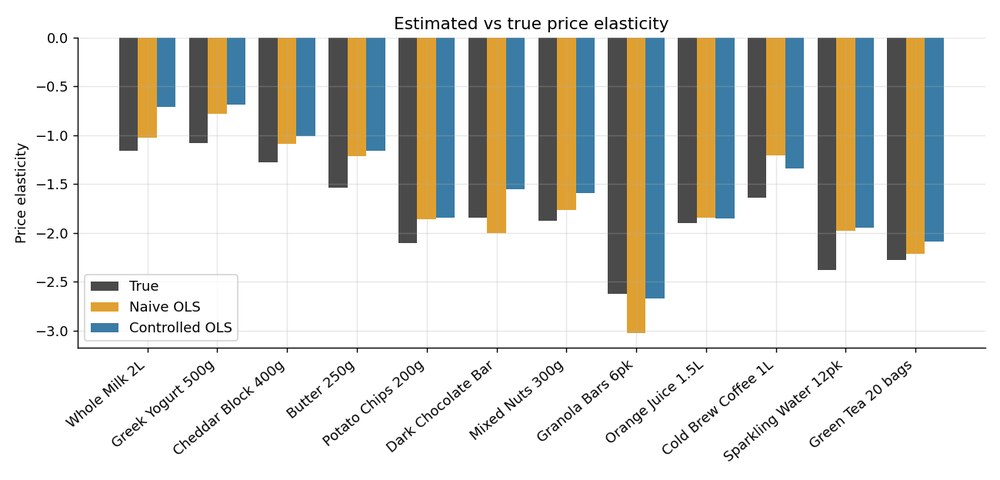 Estimated vs true price elasticity
Price elasticity
0.0
−0.5
−1.0
−1.5
−2.0
−2.5
−3.0
True
Naive OLS
Controlled OLS
Whole Milk 2L
Greek Yogurt 500g
Cheddar Block 400g
Butter 250g
Potato Chips 200g
Dark Chocolate Bar
Mixed Nuts 300g
Granola Bars 6pk
Orange Juice 1.5L
Cold Brew Coffee 1L
Sparkling Water 12pk
Green Tea 20 bags